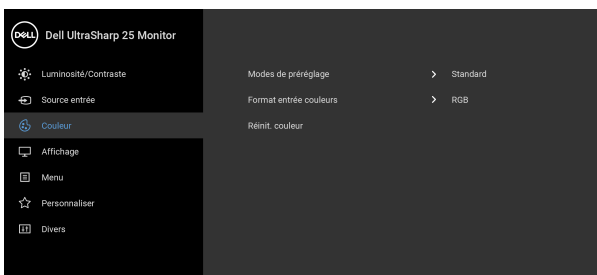 DELL Dell UltraSharp 25 Monitor
Luminosité/Contraste
Source entrée
Couleur
Affichage
Menu
Personnaliser
Divers
Modes de préréglage > Standard
Format entrée couleurs > RGB
Réinit. couleur